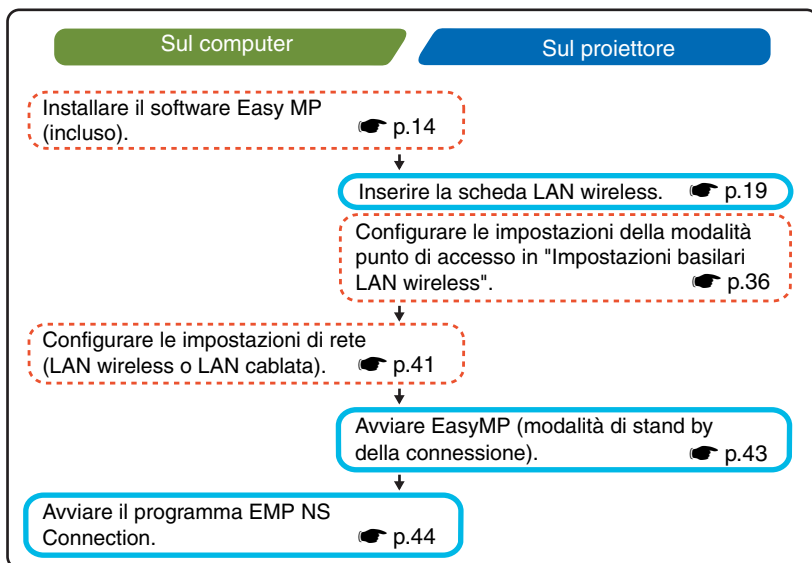 Sul computer
Sul proiettore
Installare il software Easy MP
(incluso). ☛ p.14
Inserire la scheda LAN wireless. ☛ p.19
Configurare le impostazioni della modalità
punto di accesso in "Impostazioni basilari
LAN wireless". ☛ p.36
Configurare le impostazioni di rete
(LAN wireless o LAN cablata). ☛ p.41
Avviare EasyMP (modalità di stand by
della connessione). ☛ p.43
Avviare il programma EMP NS
Connection. ☛ p.44